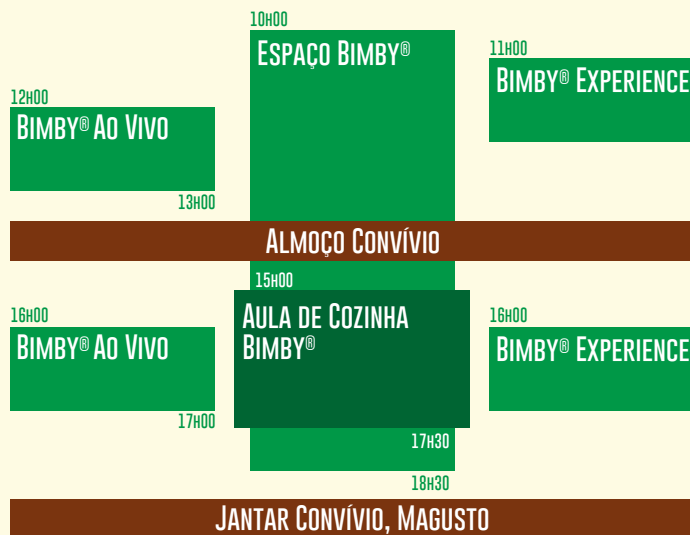 10H00
ESPAÇO BIMBY®
11H00
BIMBY® EXPERIENCE
12H00
BIMBY® AO VIVO
13H00
ALMOÇO CONVÍVIO
15H00
AULA DE COZINHA
BIMBY®
16H00
BIMBY® AO VIVO
16H00
BIMBY® EXPERIENCE
17H00
17H30
18H30
JANTAR CONVÍVIO, MAGUSTO